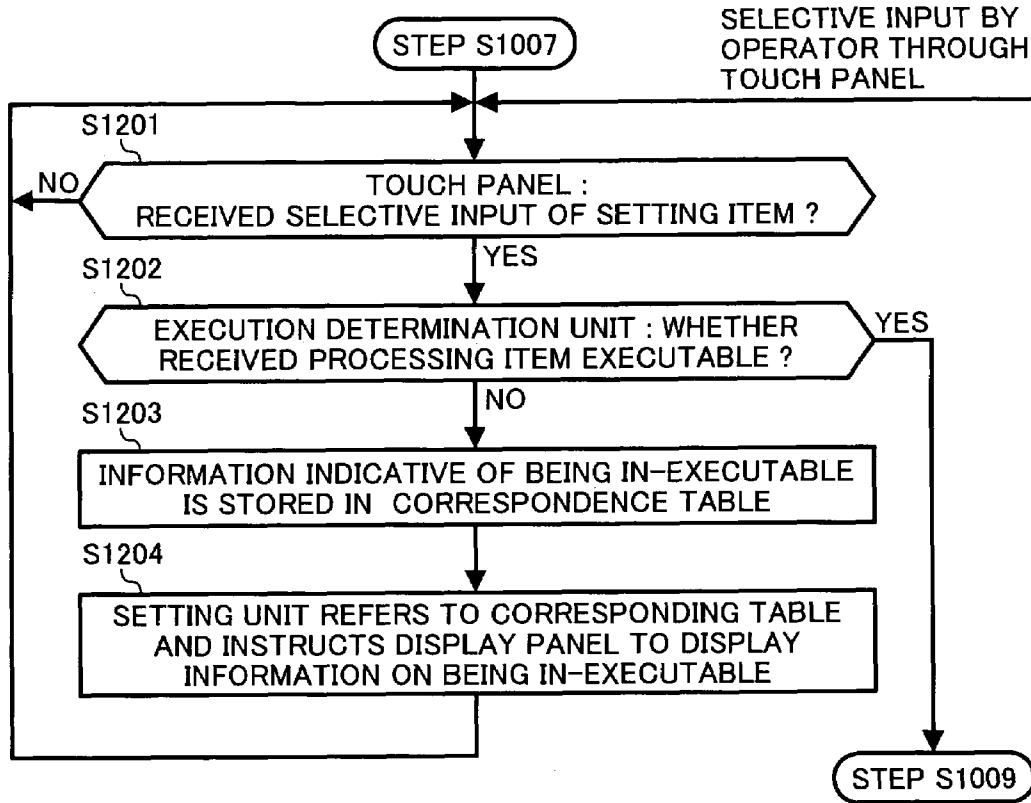 STEP S1007
SELECTIVE INPUT BY
OPERATOR THROUGH
TOUCH PANEL
S1201
NO
TOUCH PANEL :
RECEIVED SELECTIVE INPUT OF SETTING ITEM ?
YES
S1202
EXECUTION DETERMINATION UNIT : WHETHER
RECEIVED PROCESSING ITEM EXECUTABLE ?
YES
NO
S1203
INFORMATION INDICATIVE OF BEING IN-EXECUTABLE
IS STORED IN CORRESPONDENCE TABLE
S1204
SETTING UNIT REFERS TO CORRESPONDING TABLE
AND INSTRUCTS DISPLAY PANEL TO DISPLAY
INFORMATION ON BEING IN-EXECUTABLE
STEP S1009